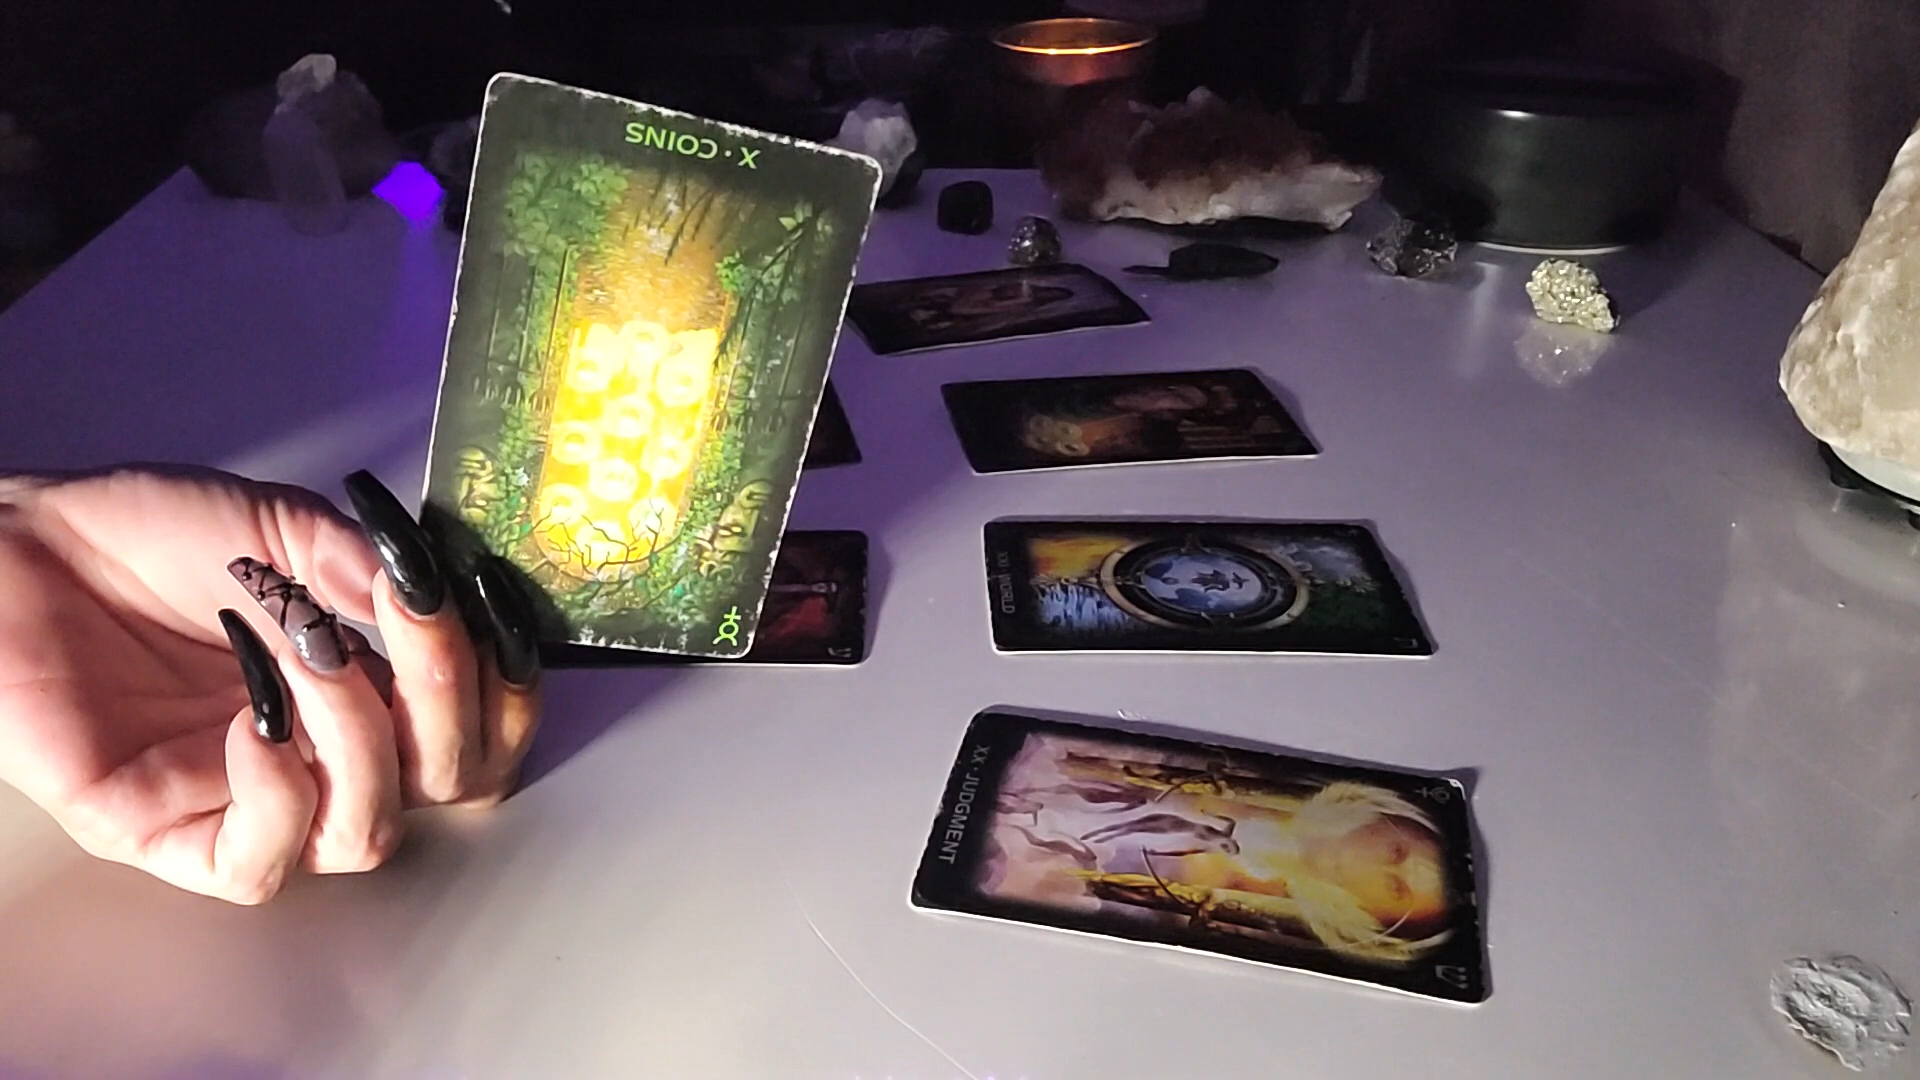 X · COINS
XXI · WORLD
XX · JUDGMENT